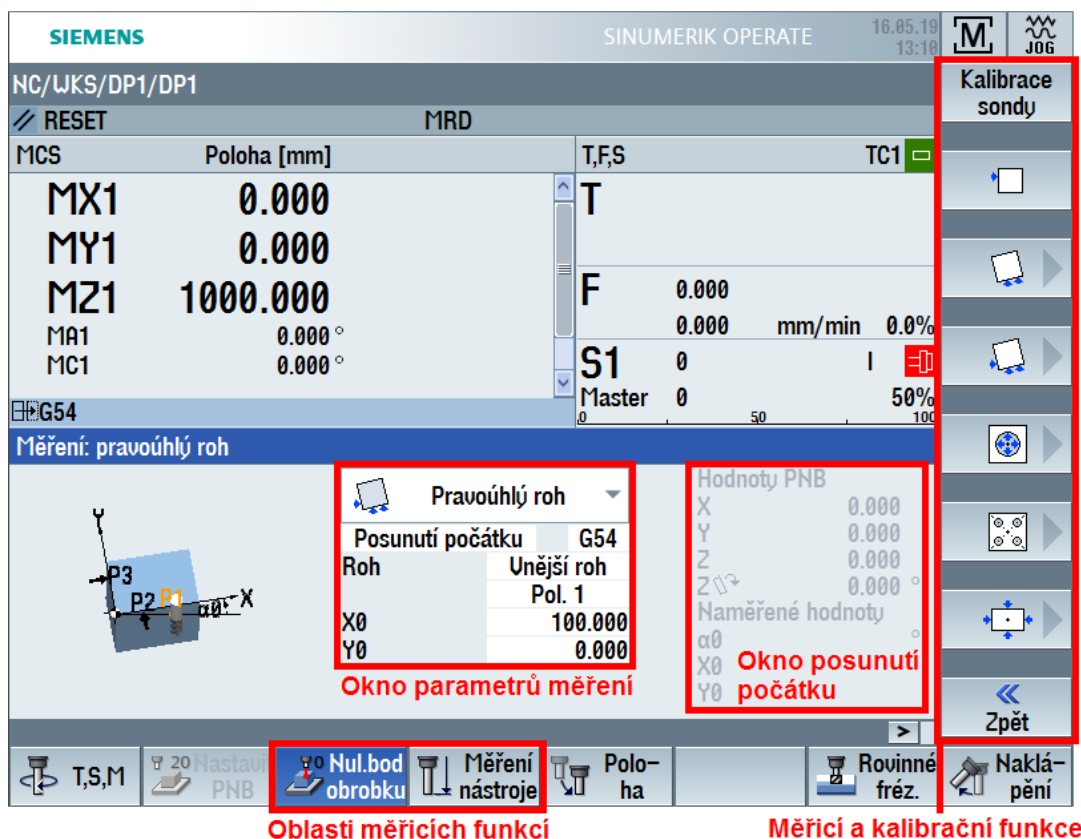 SIEMENS
SINUMERIK OPERATE
16.05.19
13:10
M
JOG
NC/WKS/DP1/DP1
RESET
MRD
MCS Poloha [mm]
T,F,S TC1
MX1 0.000
MY1 0.000
MZ1 1000.000
MA1 0.000 °
MC1 0.000 °
G54
T
F 0.000
0.000 mm/min 0.0%
S1 0 I
Master 0 50%
0 50 100
Měření: pravoúhlý roh
Y
P3
P2 P1 α0 X
Pravoúhlý roh
Posunutí počátku G54
Roh Vnější roh
Pol. 1
X0 100.000
Y0 0.000
Okno parametrů měření
Hodnoty PNB
X 0.000
Y 0.000
Z 0.000
Z 0.000 °
Naměřené hodnoty
α0 °
X0
Y0
Okno posunutí
počátku
Kalibrace
sondy
«
Zpět
>
T,S,M
20 Nastavit
PNB
Y0 Nul.bod
obrobku
Měření
nástroje
Polo-
ha
Rovinné
fréz.
Naklá-
pění
Oblasti měřicích funkcí
Měřicí a kalibrační funkce